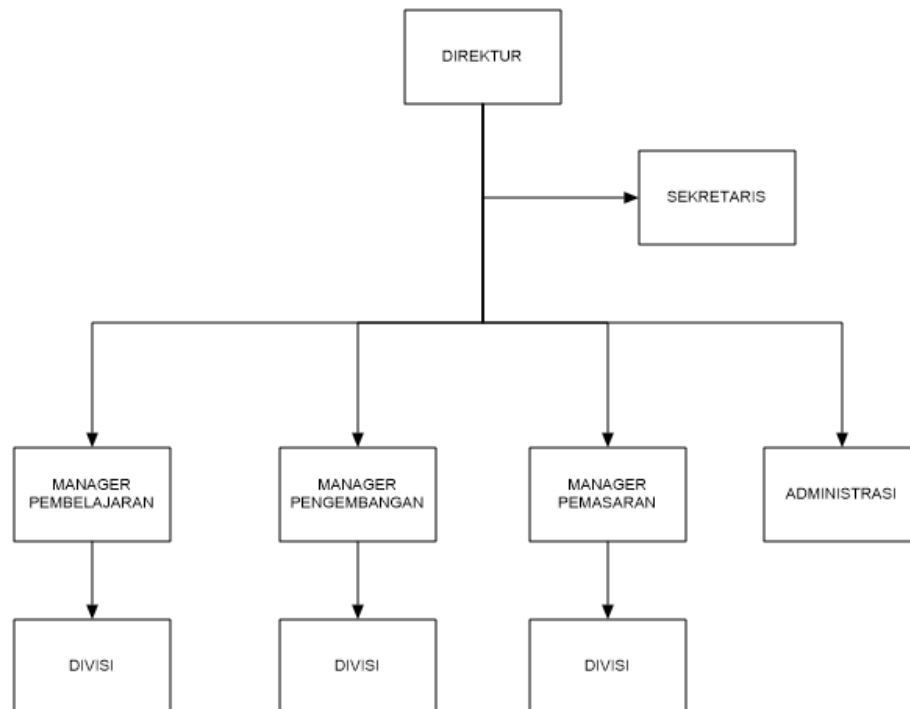 DIREKTUR
SEKRETARIS
MANAGER
PEMBELAJARAN
MANAGER
PENGEMBANGAN
MANAGER
PEMASARAN
ADMINISTRASI
DIVISI
DIVISI
DIVISI